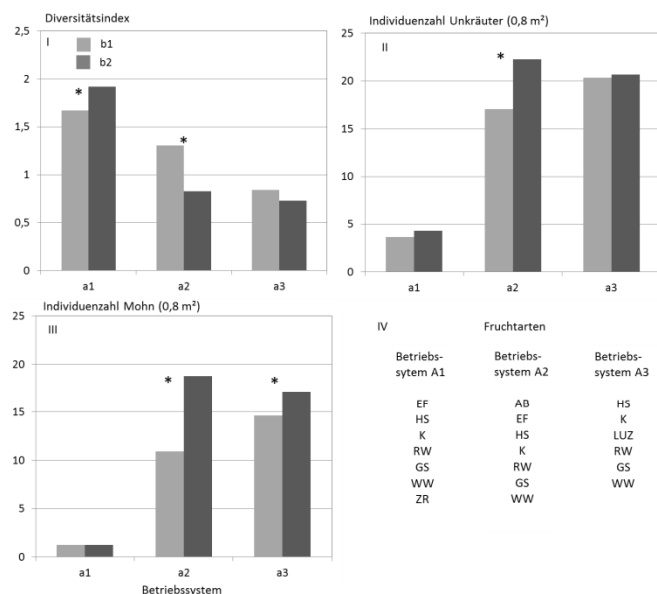 Diversitätsindex
2,5
2
1,5
1
0,5
0
I
b1
b2
*
*
a1
a2
a3
Individuenzahl Unkräuter (0,8 m²)
25
20
15
10
5
0
II
*
a1
a2
a3
Individuenzahl Mohn (0,8 m²)
25
20
15
10
5
0
III
*
*
a1
a2
a3
Betriebssystem
IV Fruchtarten
Betriebs- Betriebs- Betriebs-
sytem A1 system A2 system A3
EF AB HS
HS EF K
K HS LUZ
RW K RW
GS RW GS
WW GS WW
ZR WW